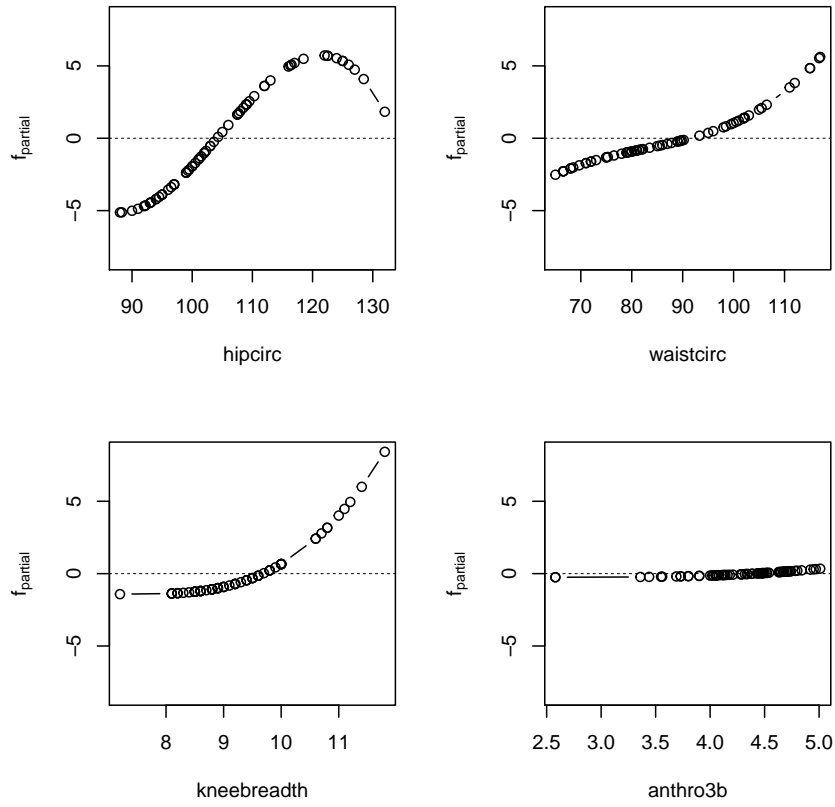 5
0
−5
f_partial
90 100 110 120 130
hipcirc
5
0
−5
f_partial
70 80 90 100 110
waistcirc
5
0
−5
f_partial
8 9 10 11
kneebreadth
5
0
−5
f_partial
2.5 3.0 3.5 4.0 4.5 5.0
anthro3b